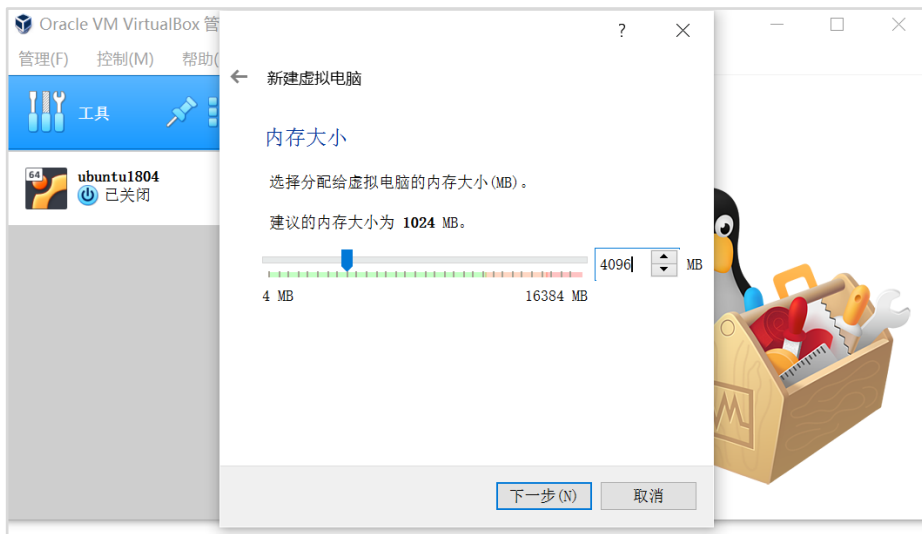 Oracle VM VirtualBox 管
管理(F) 控制(M) 帮助(
工具
64
ubuntu1804
已关闭
?
新建虚拟电脑
内存大小
选择分配给虚拟电脑的内存大小(MB)。
建议的内存大小为 1024 MB。
4096 MB
4 MB 16384 MB
下一步(N) 取消